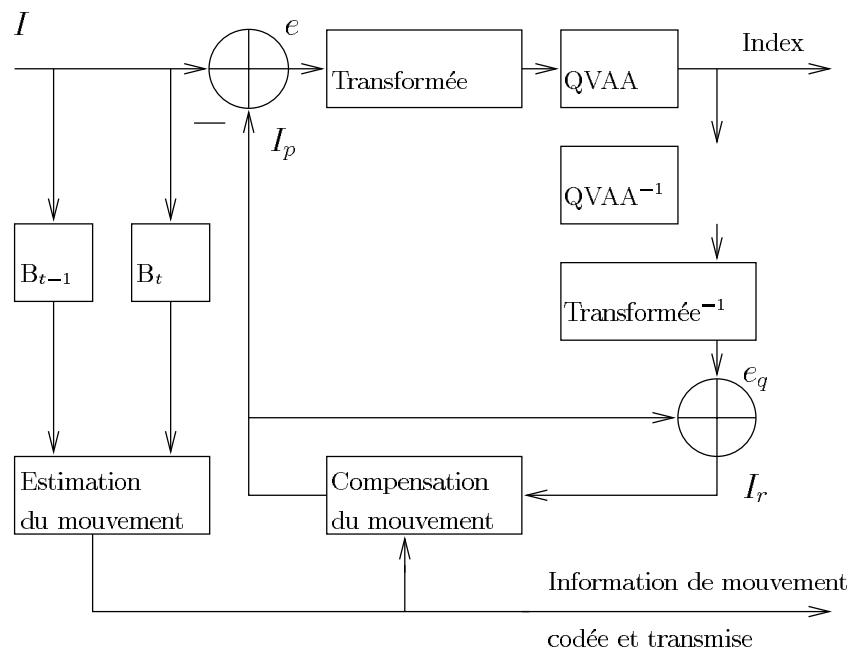 I
e
Transformée
QVAA
Index
—
I_p
QVAA⁻¹
B_{t−1}
B_t
Transformée⁻¹
e_q
Estimation
du mouvement
Compensation
du mouvement
I_r
Information de mouvement
codée et transmise